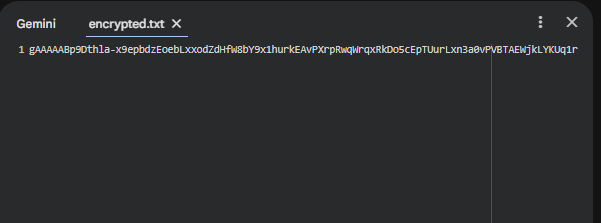 Gemini
encrypted.txt
1 gAAAAABp9Dthla-x9epbdzEoebLxxodZdHfW8bY9x1hurkEAvPXrpRwqWrqxRkDo5cEpTUurLxn3a0vPVBTAEWjkLYKUq1r